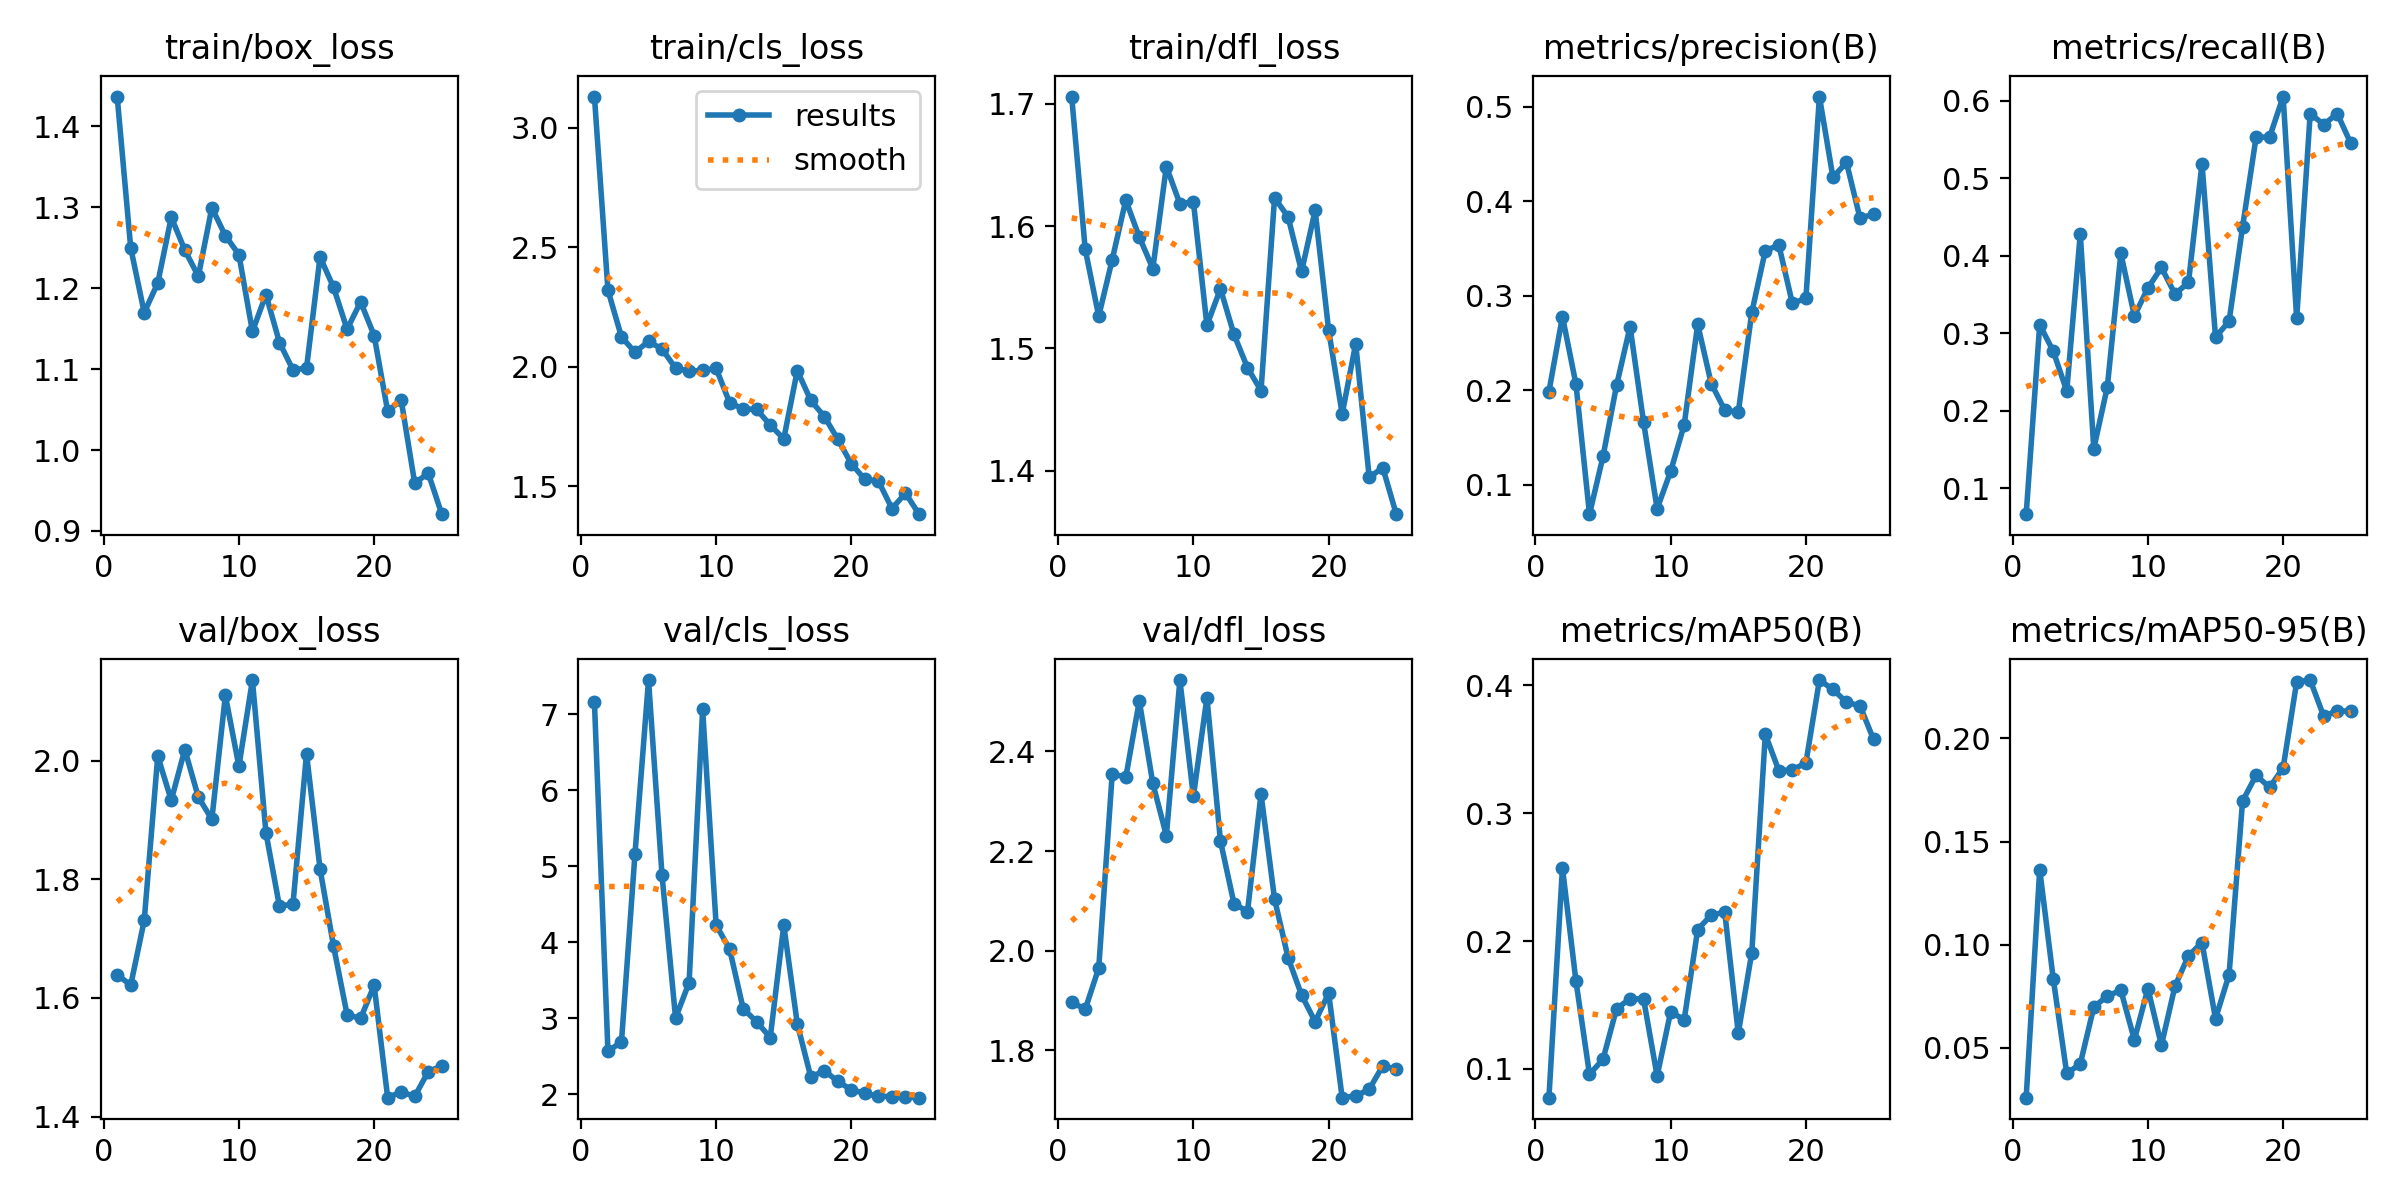 train/box_loss
1.4
1.3
1.2
1.1
1.0
0.9
0 10 20
train/cls_loss
results
smooth
3.0
2.5
2.0
1.5
0 10 20
train/dfl_loss
1.7
1.6
1.5
1.4
0 10 20
metrics/precision(B)
0.5
0.4
0.3
0.2
0.1
0 10 20
metrics/recall(B)
0.6
0.5
0.4
0.3
0.2
0.1
0 10 20
val/box_loss
2.0
1.8
1.6
1.4
0 10 20
val/cls_loss
7
6
5
4
3
2
0 10 20
val/dfl_loss
2.4
2.2
2.0
1.8
0 10 20
metrics/mAP50(B)
0.4
0.3
0.2
0.1
0 10 20
metrics/mAP50-95(B)
0.20
0.15
0.10
0.05
0 10 20